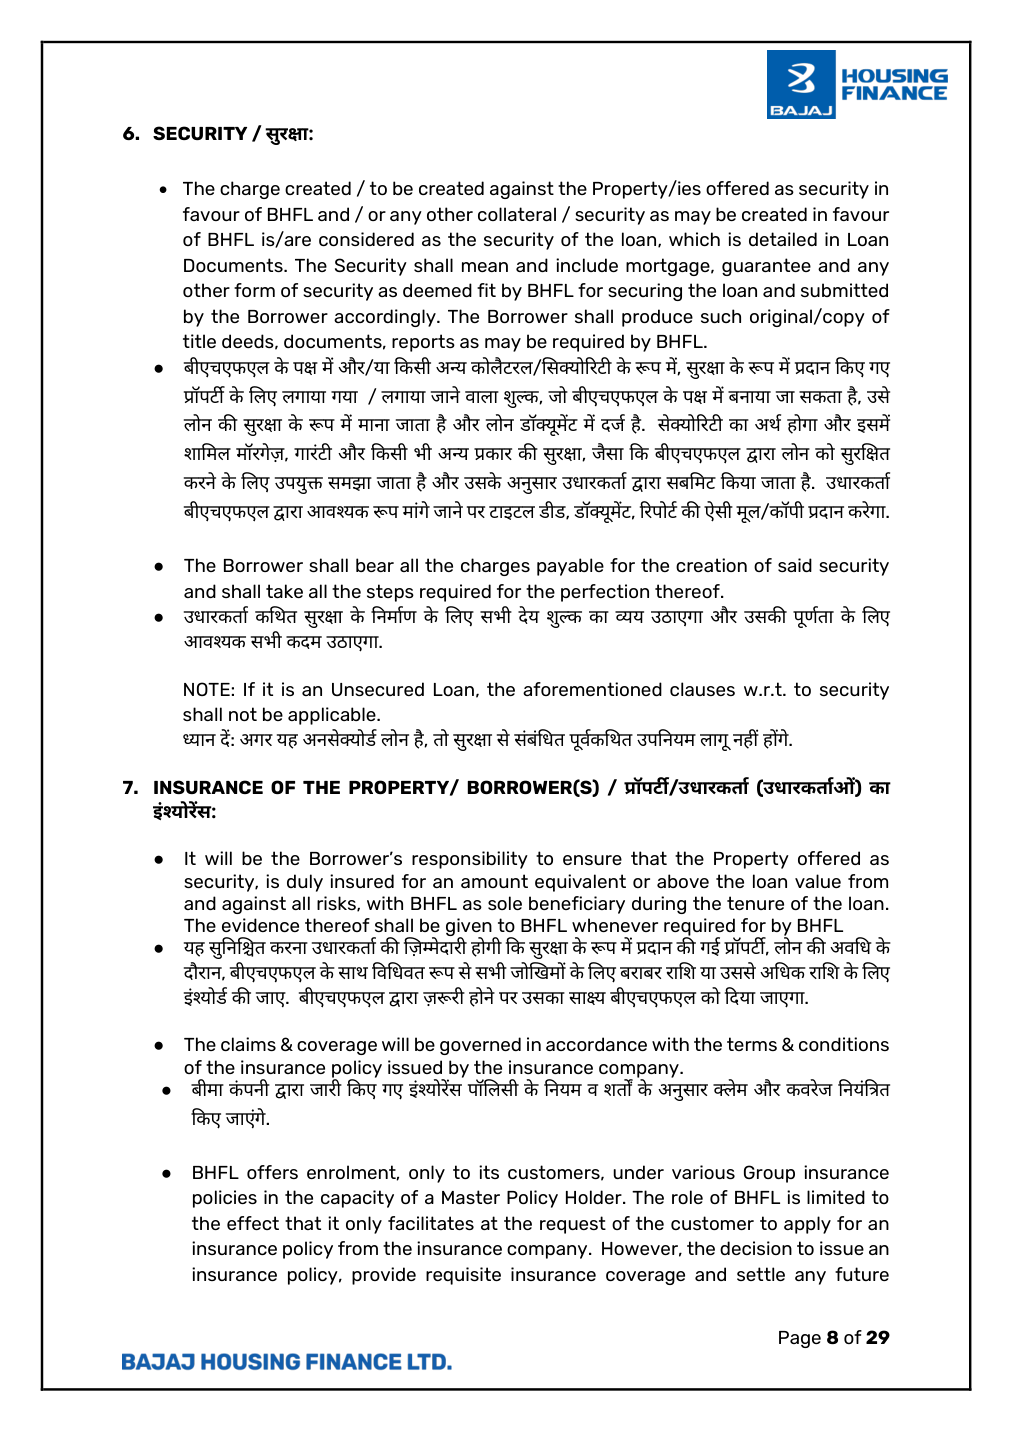 BAJAJ
HOUSING
FINANCE
6. SECURITY / सुरक्षा:
● The charge created / to be created against the Property/ies offered as security in
favour of BHFL and / or any other collateral / security as may be created in favour
of BHFL is/are considered as the security of the loan, which is detailed in Loan
Documents. The Security shall mean and include mortgage, guarantee and any
other form of security as deemed fit by BHFL for securing the loan and submitted
by the Borrower accordingly. The Borrower shall produce such original/copy of
title deeds, documents, reports as may be required by BHFL.
● बीएचएफएल के पक्ष में और/या किसी अन्य कोलैटरल/सिक्योरिटी के रूप में, सुरक्षा के रूप में प्रदान किए गए
प्रॉपर्टी के लिए लगाया गया / लगाया जाने वाला शुल्क, जो बीएचएफएल के पक्ष में बनाया जा सकता है, उसे
लोन की सुरक्षा के रूप में माना जाता है और लोन डॉक्यूमेंट में दर्ज है. सेक्योरिटी का अर्थ होगा और इसमें
शामिल मॉरगेज़, गारंटी और किसी भी अन्य प्रकार की सुरक्षा, जैसा कि बीएचएफएल द्वारा लोन को सुरक्षित
करने के लिए उपयुक्त समझा जाता है और उसके अनुसार उधारकर्ता द्वारा सबमिट किया जाता है. उधारकर्ता
बीएचएफएल द्वारा आवश्यक रूप मांगे जाने पर टाइटल डीड, डॉक्यूमेंट, रिपोर्ट की ऐसी मूल/कॉपी प्रदान करेगा.
● The Borrower shall bear all the charges payable for the creation of said security
and shall take all the steps required for the perfection thereof.
● उधारकर्ता कथित सुरक्षा के निर्माण के लिए सभी देय शुल्क का व्यय उठाएगा और उसकी पूर्णता के लिए
आवश्यक सभी कदम उठाएगा.
NOTE: If it is an Unsecured Loan, the aforementioned clauses w.r.t. to security
shall not be applicable.
ध्यान दें: अगर यह अनसेक्योर्ड लोन है, तो सुरक्षा से संबंधित पूर्वकथित उपनियम लागू नहीं होंगे.
7. INSURANCE OF THE PROPERTY/ BORROWER(S) / प्रॉपर्टी/उधारकर्ता (उधारकर्ताओं) का
इंश्योरेंस:
● It will be the Borrower’s responsibility to ensure that the Property offered as
security, is duly insured for an amount equivalent or above the loan value from
and against all risks, with BHFL as sole beneficiary during the tenure of the loan.
The evidence thereof shall be given to BHFL whenever required for by BHFL
● यह सुनिश्चित करना उधारकर्ता की ज़िम्मेदारी होगी कि सुरक्षा के रूप में प्रदान की गई प्रॉपर्टी, लोन की अवधि के
दौरान, बीएचएफएल के साथ विधिवत रूप से सभी जोखिमों के लिए बराबर राशि या उससे अधिक राशि के लिए
इंश्योर्ड की जाए. बीएचएफएल द्वारा ज़रूरी होने पर उसका साक्ष्य बीएचएफएल को दिया जाएगा.
● The claims & coverage will be governed in accordance with the terms & conditions
of the insurance policy issued by the insurance company.
● बीमा कंपनी द्वारा जारी किए गए इंश्योरेंस पॉलिसी के नियम व शर्तों के अनुसार क्लेम और कवरेज नियंत्रित
किए जाएंगे.
● BHFL offers enrolment, only to its customers, under various Group insurance
policies in the capacity of a Master Policy Holder. The role of BHFL is limited to
the effect that it only facilitates at the request of the customer to apply for an
insurance policy from the insurance company. However, the decision to issue an
insurance policy, provide requisite insurance coverage and settle any future
Page 8 of 29
BAJAJ HOUSING FINANCE LTD.